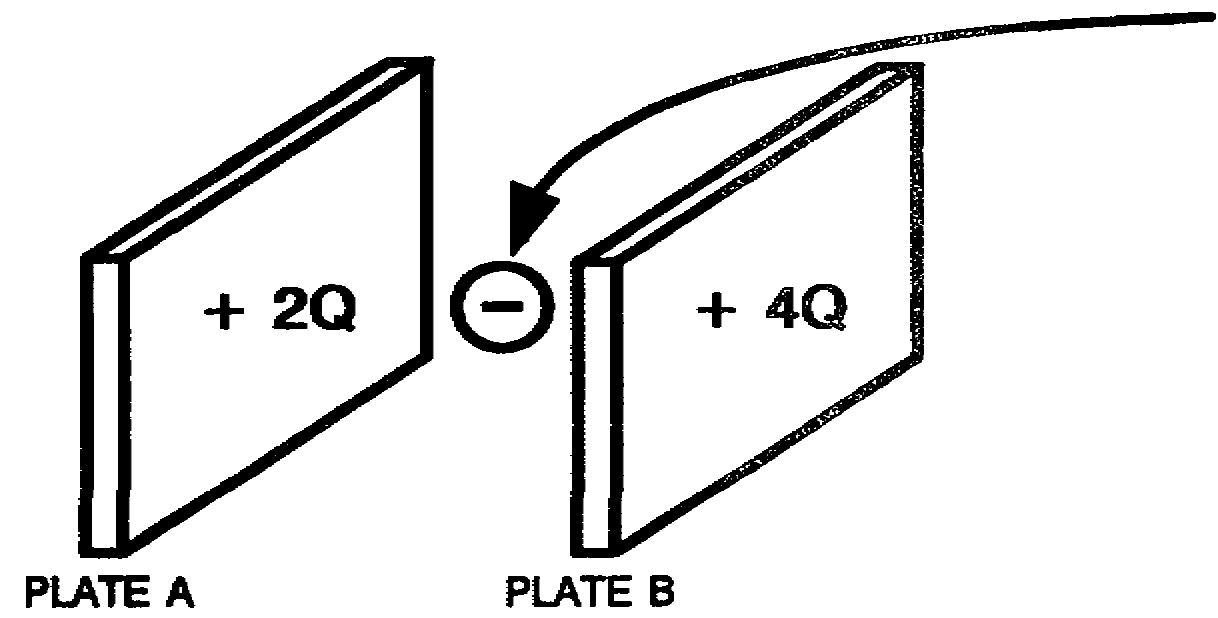 + 2Q
−
+ 4Q
PLATE A
PLATE B